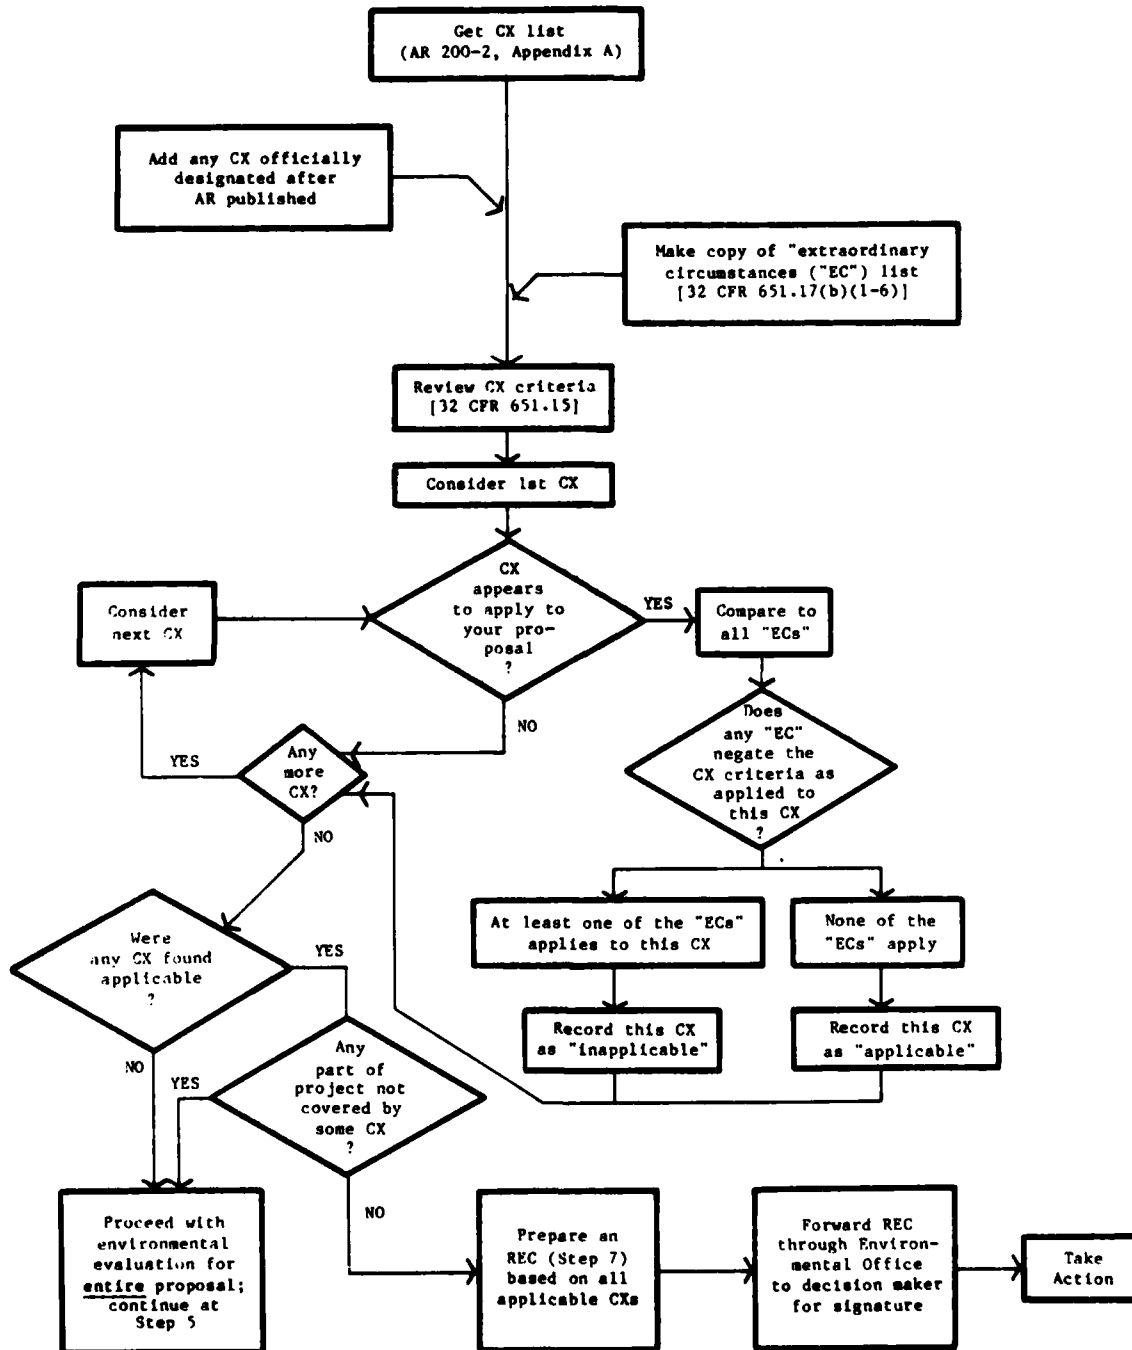 Get CX list
(AR 200-2, Appendix A)
Add any CX officially
designated after
AR published
Make copy of "extraordinary
circumstances ("EC") list
[32 CFR 651.17(b)(1-6)]
Review CX criteria
[32 CFR 651.15]
Consider 1st CX
CX
appears
to apply to
your pro-
posal
?
YES
NO
Consider
next CX
Compare to
all "ECs"
Does
any "EC"
negate the
CX criteria as
applied to
this CX
?
Any
more
CX?
YES
NO
At least one of the "ECs"
applies to this CX
None of the
"ECs" apply
Record this CX
as "inapplicable"
Record this CX
as "applicable"
Were
any CX found
applicable
?
YES
NO
Any
part of
project not
covered by
some CX
?
YES
NO
Proceed with
environmental
evaluation for
entire proposal;
continue at
Step 5
Prepare an
REC (Step 7)
based on all
applicable CXs
Forward REC
through Environ-
mental Office
to decision maker
for signature
Take
Action